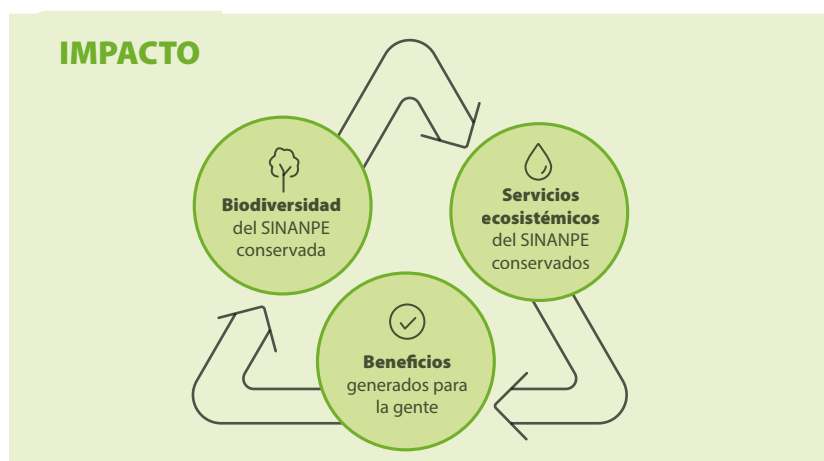 IMPACTO
Biodiversidad
del SINANPE
conservada
Servicios
ecosistémicos
del SINANPE
conservados
Beneficios
generados para
la gente